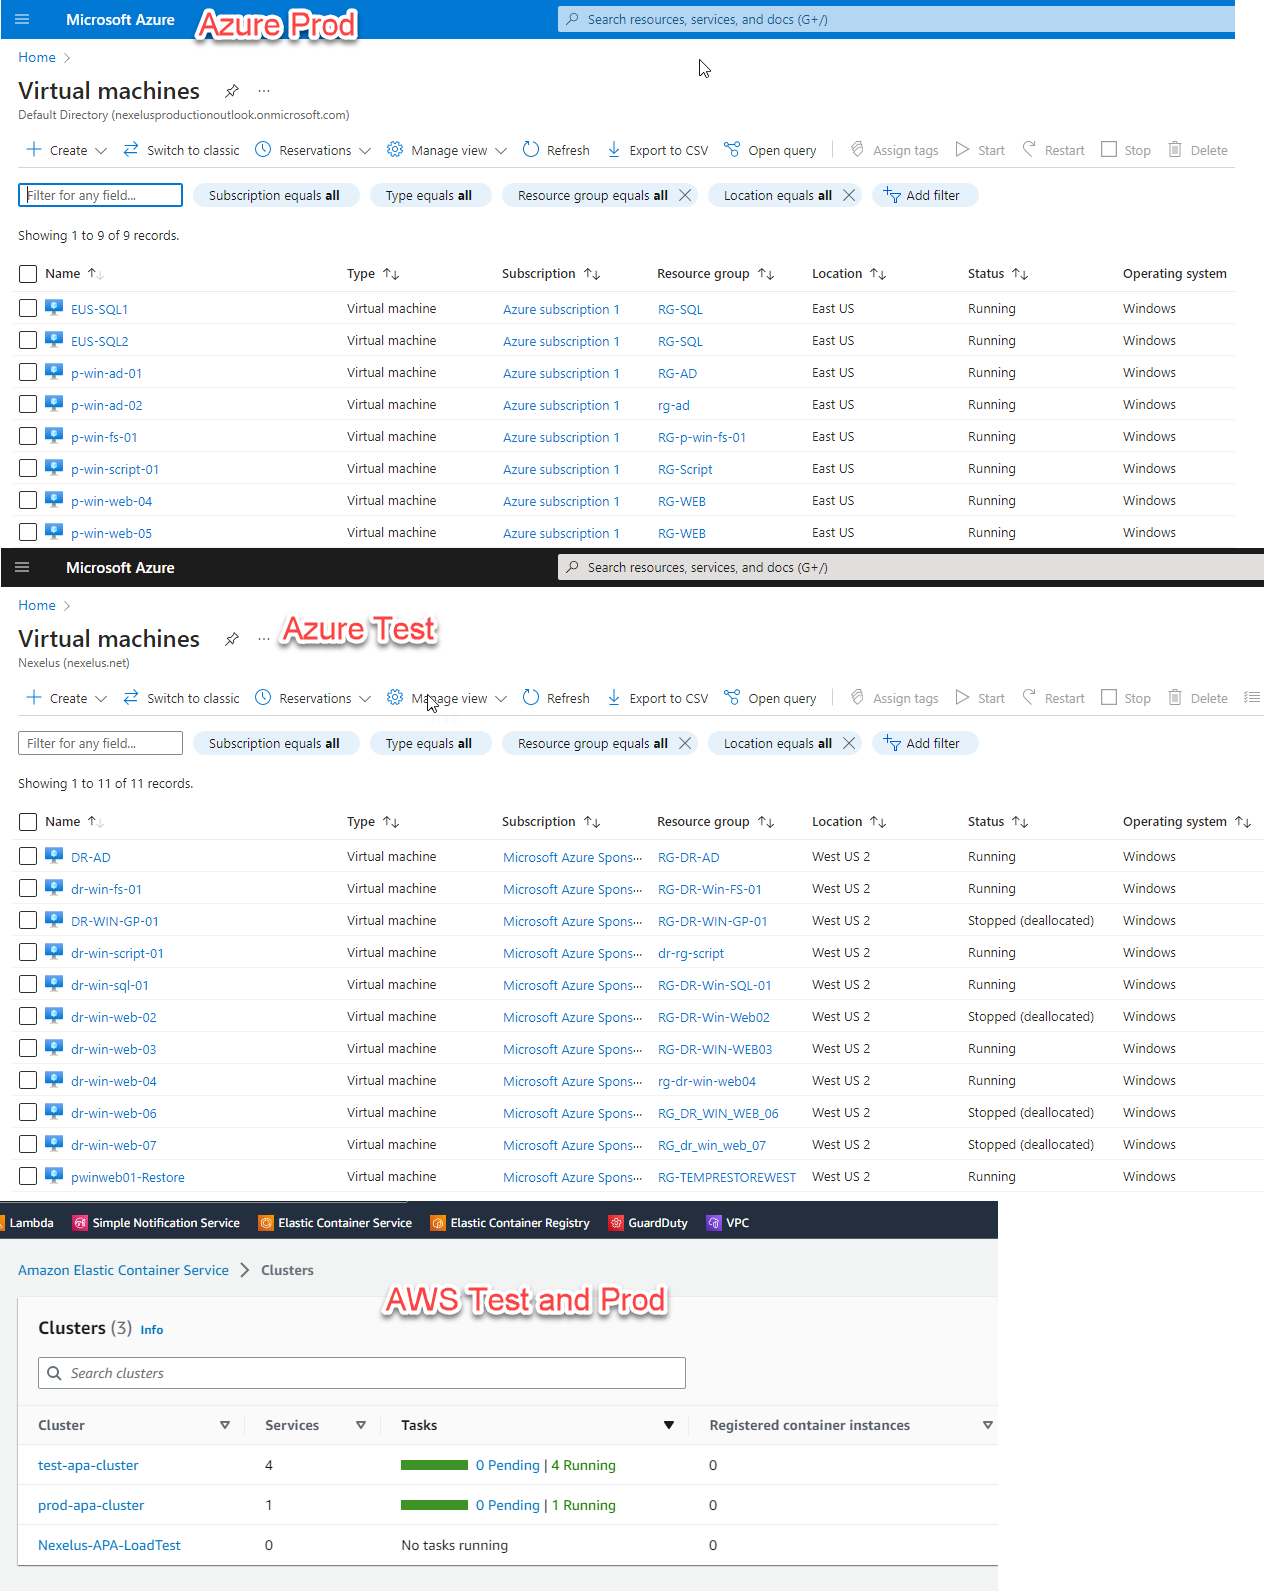 Microsoft Azure Azure Prod Search resources, services, and docs (G+/)
Home
Virtual machines ...
Default Directory (nexelusproductionoutlook.onmicrosoft.com)
Create Switch to classic Reservations Manage view Refresh Export to CSV Open query Assign tags Start Restart Stop Delete
Filter for any field... Subscription equals all Type equals all Resource group equals all Location equals all Add filter
Showing 1 to 9 of 9 records.
Name Type Subscription Resource group Location Status Operating system
EUS-SQL1 Virtual machine Azure subscription 1 RG-SQL East US Running Windows
EUS-SQL2 Virtual machine Azure subscription 1 RG-SQL East US Running Windows
p-win-ad-01 Virtual machine Azure subscription 1 RG-AD East US Running Windows
p-win-ad-02 Virtual machine Azure subscription 1 rg-ad East US Running Windows
p-win-fs-01 Virtual machine Azure subscription 1 RG-p-win-fs-01 East US Running Windows
p-win-script-01 Virtual machine Azure subscription 1 RG-Script East US Running Windows
p-win-web-04 Virtual machine Azure subscription 1 RG-WEB East US Running Windows
p-win-web-05 Virtual machine Azure subscription 1 RG-WEB East US Running Windows
Microsoft Azure Search resources, services, and docs (G+/)
Home
Virtual machines ... Azure Test
Nexelus (nexelus.net)
Create Switch to classic Reservations Manage view Refresh Export to CSV Open query Assign tags Start Restart Stop Delete
Filter for any field... Subscription equals all Type equals all Resource group equals all Location equals all Add filter
Showing 1 to 11 of 11 records.
Name Type Subscription Resource group Location Status Operating system
DR-AD Virtual machine Microsoft Azure Spons... RG-DR-AD West US 2 Running Windows
dr-win-fs-01 Virtual machine Microsoft Azure Spons... RG-DR-Win-FS-01 West US 2 Running Windows
DR-WIN-GP-01 Virtual machine Microsoft Azure Spons... RG-DR-WIN-GP-01 West US 2 Stopped (deallocated) Windows
dr-win-script-01 Virtual machine Microsoft Azure Spons... dr-rg-script West US 2 Running Windows
dr-win-sql-01 Virtual machine Microsoft Azure Spons... RG-DR-Win-SQL-01 West US 2 Running Windows
dr-win-web-02 Virtual machine Microsoft Azure Spons... RG-DR-Win-Web02 West US 2 Stopped (deallocated) Windows
dr-win-web-03 Virtual machine Microsoft Azure Spons... RG-DR-WIN-WEB03 West US 2 Running Windows
dr-win-web-04 Virtual machine Microsoft Azure Spons... rg-dr-win-web04 West US 2 Running Windows
dr-win-web-06 Virtual machine Microsoft Azure Spons... RG_DR_WIN_WEB_06 West US 2 Stopped (deallocated) Windows
dr-win-web-07 Virtual machine Microsoft Azure Spons... RG_dr_win_web_07 West US 2 Stopped (deallocated) Windows
pwinweb01-Restore Virtual machine Microsoft Azure Spons... RG-TEMPRESTOREWEST West US 2 Running Windows
Lambda Simple Notification Service Elastic Container Service Elastic Container Registry GuardDuty VPC
Amazon Elastic Container Service Clusters
AWS Test and Prod
Clusters (3) Info
Search clusters
Cluster Services Tasks Registered container instances
test-apa-cluster 4 0 Pending | 4 Running 0
prod-apa-cluster 1 0 Pending | 1 Running 0
Nexelus-APA-LoadTest 0 No tasks running 0